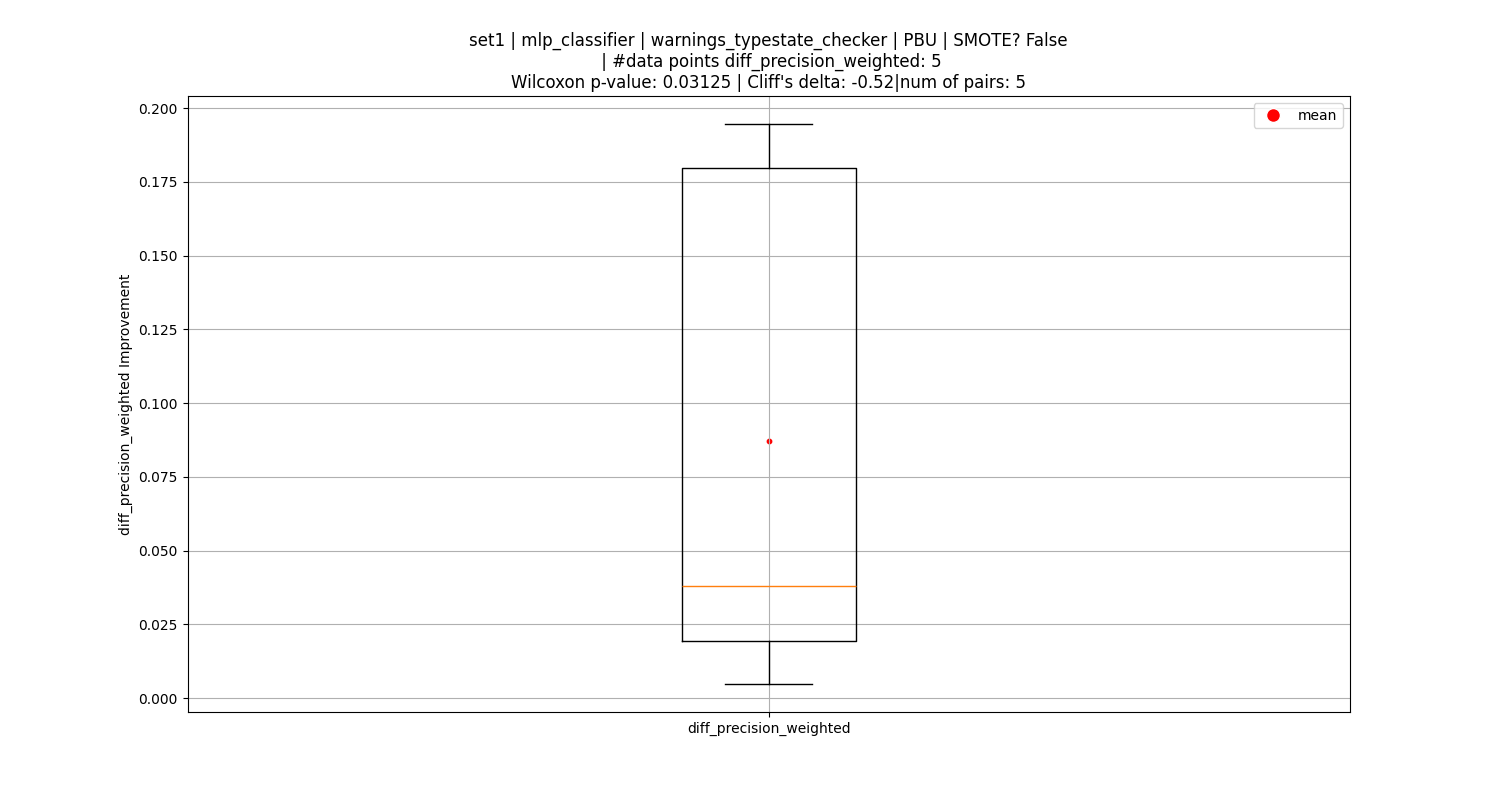 set1 | mlp_classifier | warnings_typestate_checker | PBU | SMOTE? False
| #data points diff_precision_weighted: 5
Wilcoxon p-value: 0.03125 | Cliff's delta: -0.52|num of pairs: 5
mean
0.200
0.175
0.150
0.125
0.100
0.075
0.050
0.025
0.000
diff_precision_weighted Improvement
diff_precision_weighted